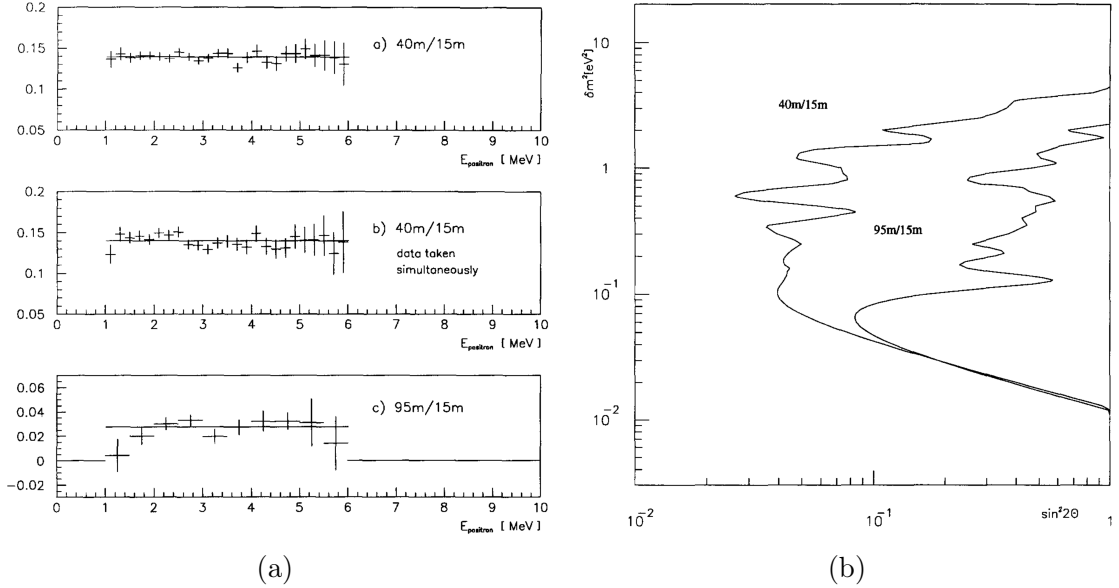 0.2
0.15
0.1
0.05
a) 40m/15m
0 1 2 3 4 5 6 7 8 9 10
E_positron [ MeV ]
0.2
0.15
0.1
0.05
b) 40m/15m
data taken
simultaneously
0 1 2 3 4 5 6 7 8 9 10
E_positron [ MeV ]
0.06
0.04
0.02
0
−0.02
c) 95m/15m
0 1 2 3 4 5 6 7 8 9 10
E_positron [ MeV ]
(a)
δm²[eV²]
10
1
10⁻¹
10⁻²
40m/15m
95m/15m
10⁻² 10⁻¹ sin²2θ 1
(b)